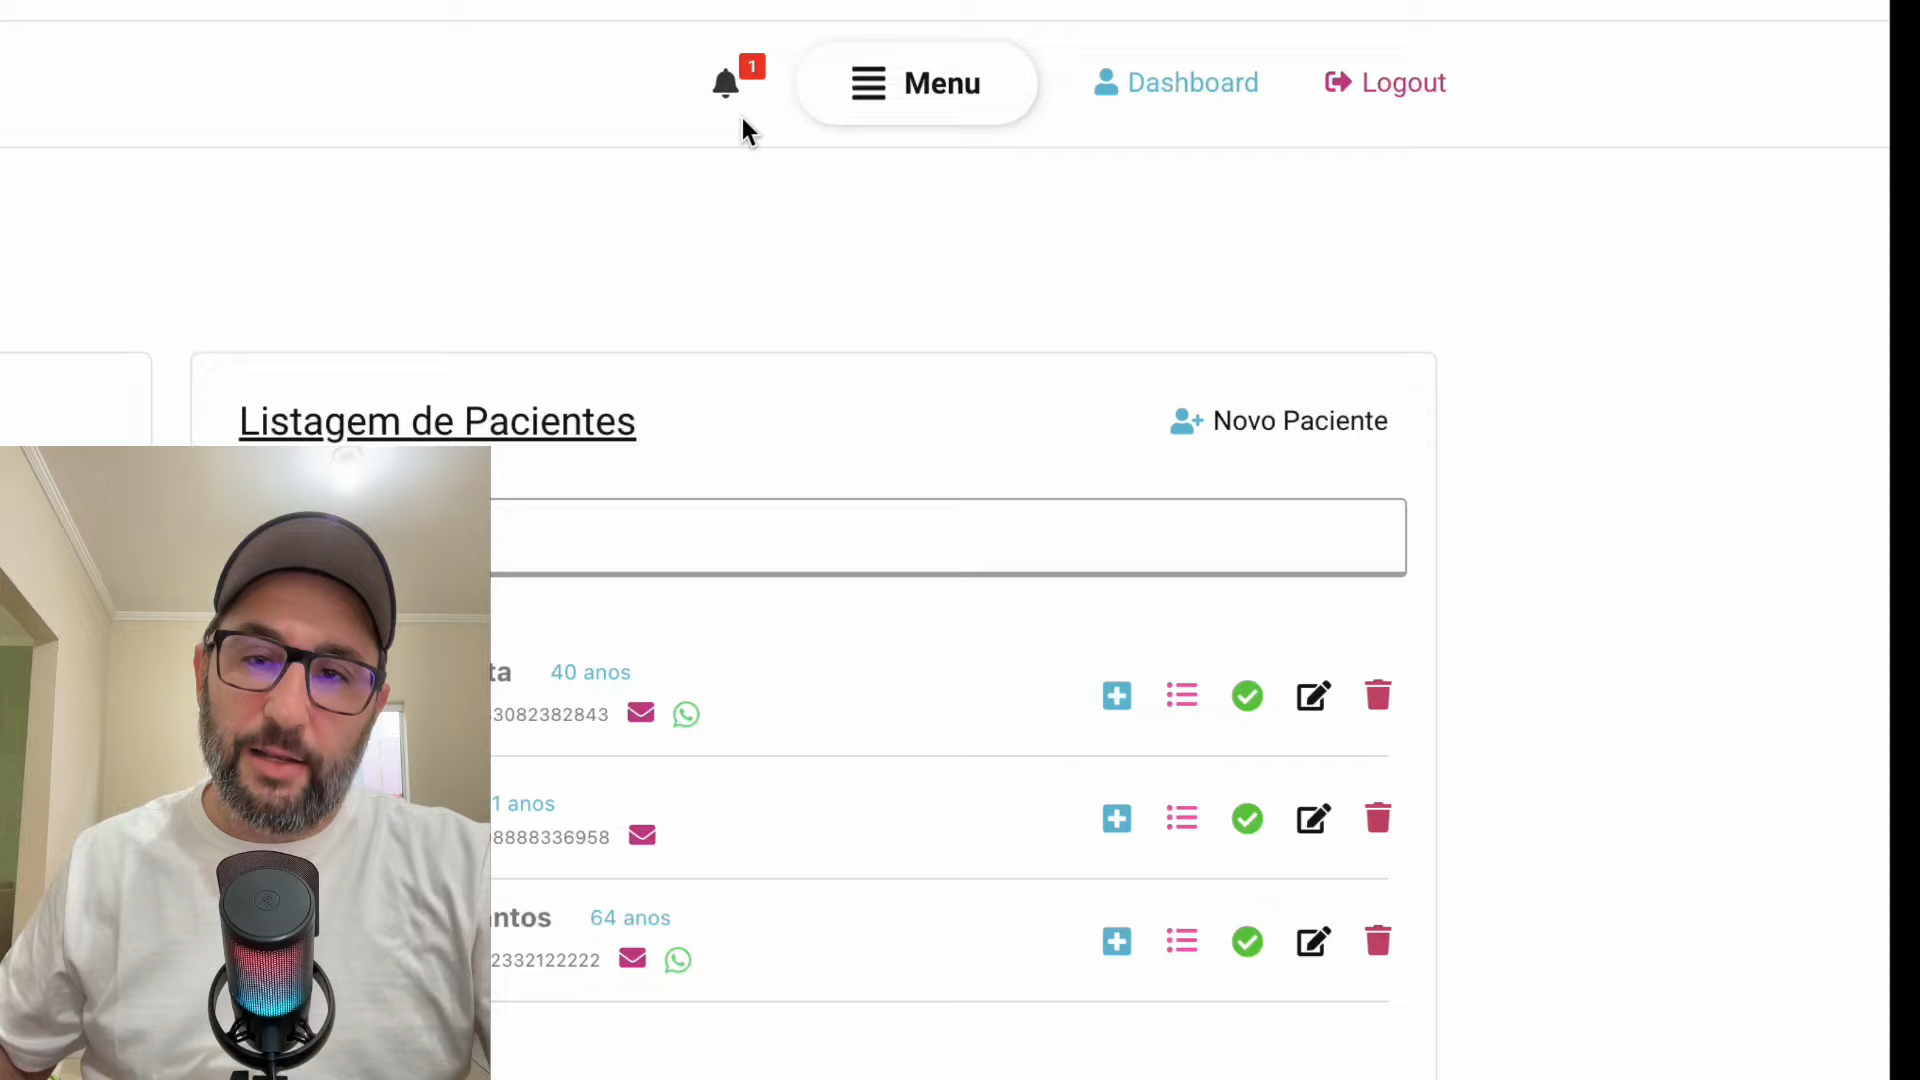 1
Menu
Dashboard
Logout
Listagem de Pacientes
Novo Paciente
ta 40 anos
3082382843
1 anos
8888336958
ntos 64 anos
2332122222